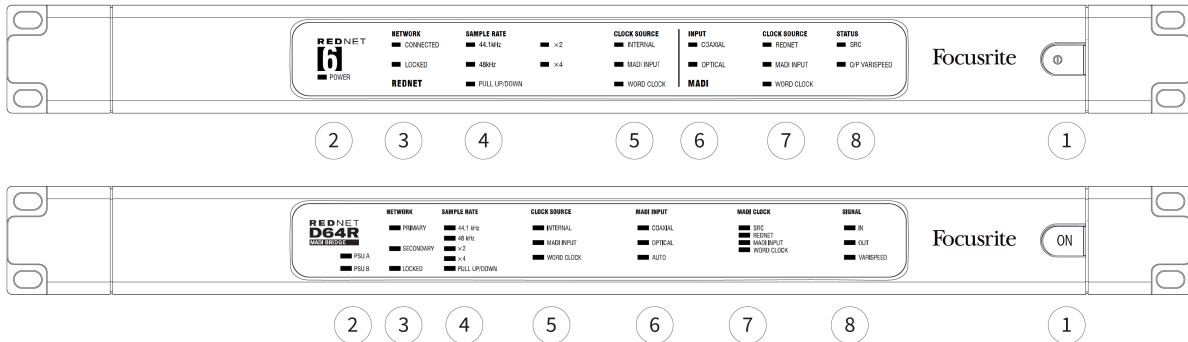 REDNET
6
POWER
NETWORK
CONNECTED
LOCKED
REDNET
SAMPLE RATE
44.1kHz
48kHz
PULL UP/DOWN
×2
×4
CLOCK SOURCE
INTERNAL
MADI INPUT
WORD CLOCK
INPUT
COAXIAL
OPTICAL
MADI
CLOCK SOURCE
REDNET
MADI INPUT
WORD CLOCK
STATUS
SRC
O/P VARISPEED
Focusrite
2
3
4
5
6
7
8
1
REDNET
D64R
MADI BRIDGE
PSU A
PSU B
NETWORK
PRIMARY
SECONDARY
LOCKED
SAMPLE RATE
44.1 kHz
48 kHz
×2
×4
PULL UP/DOWN
CLOCK SOURCE
INTERNAL
MADI INPUT
WORD CLOCK
MADI INPUT
COAXIAL
OPTICAL
AUTO
MADI CLOCK
SRC
REDNET
MADI INPUT
WORD CLOCK
SIGNAL
IN
OUT
VARISPEED
Focusrite
ON
2
3
4
5
6
7
8
1